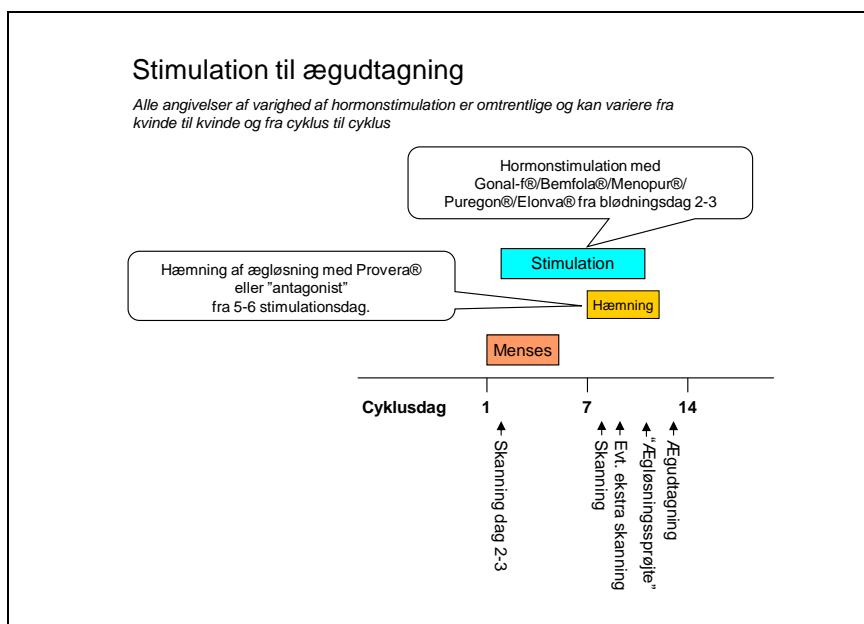 Stimulation til ægudtagning
Alle angivelser af varighed af hormonstimulation er omtrentlige og kan variere fra
kvinde til kvinde og fra cyklus til cyklus
Hormonstimulation med
Gonal-f®/Bemfola®/Menopur®/
Puregon®/Elonva® fra blødningsdag 2-3
Stimulation
Hæmning af ægløsning med Provera®
eller ”antagonist”
fra 5-6 stimulationsdag.
Hæmning
Menses
Cyklusdag 1 7 14
Skanning dag 2-3
Skanning
Evt. ekstra skanning
“Ægløsningssprøjte”
Ægudtagning